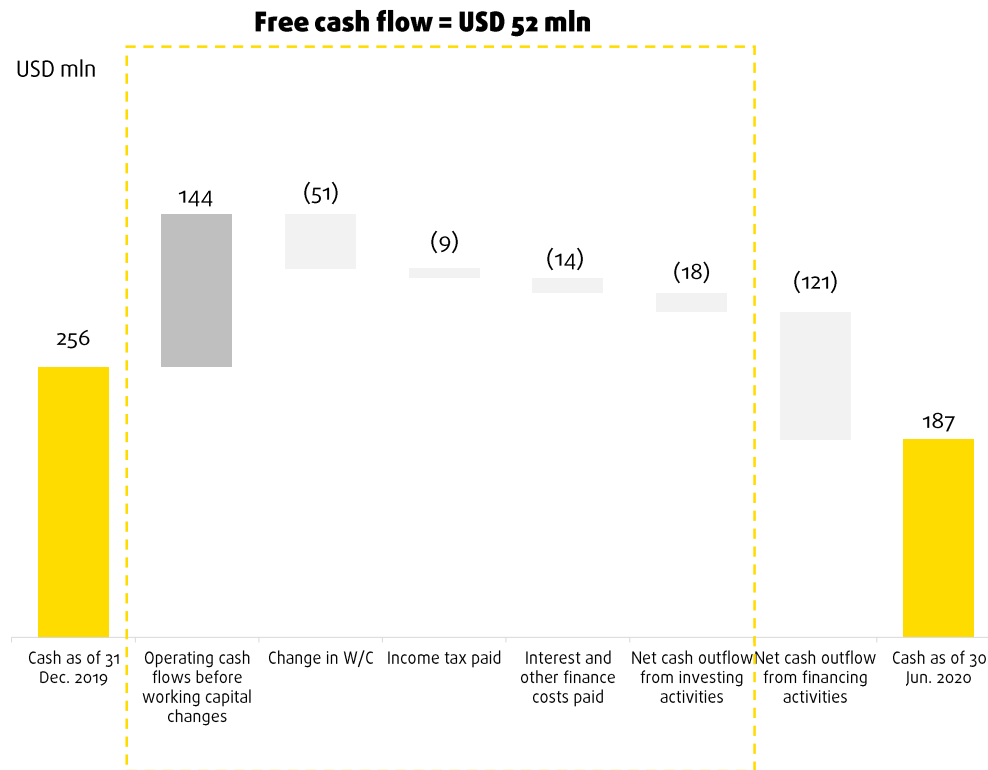 Free cash flow = USD 52 mln
USD mln
256
144
(51)
(9)
(14)
(18)
(121)
187
Cash as of 31
Dec. 2019
Operating cash
flows before
working capital
changes
Change in W/C
Income tax paid
Interest and
other finance
costs paid
Net cash outflow
from investing
activities
Net cash outflow
from financing
activities
Cash as of 30
Jun. 2020